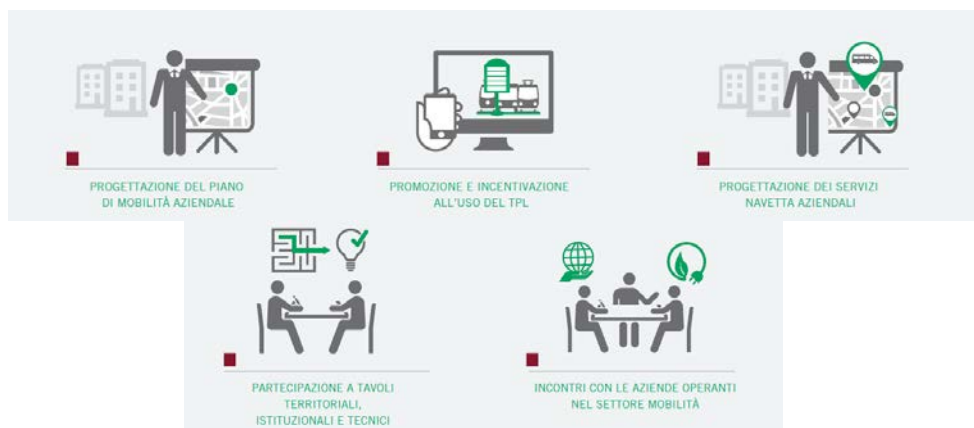 PROGETTAZIONE DEL PIANO
DI MOBILITÀ AZIENDALE
PROMOZIONE E INCENTIVAZIONE
ALL'USO DEL TPL
PROGETTAZIONE DEI SERVIZI
NAVETTA AZIENDALI
PARTECIPAZIONE A TAVOLI
TERRITORIALI,
ISTITUZIONALI E TECNICI
INCONTRI CON LE AZIENDE OPERANTI
NEL SETTORE MOBILITÀ